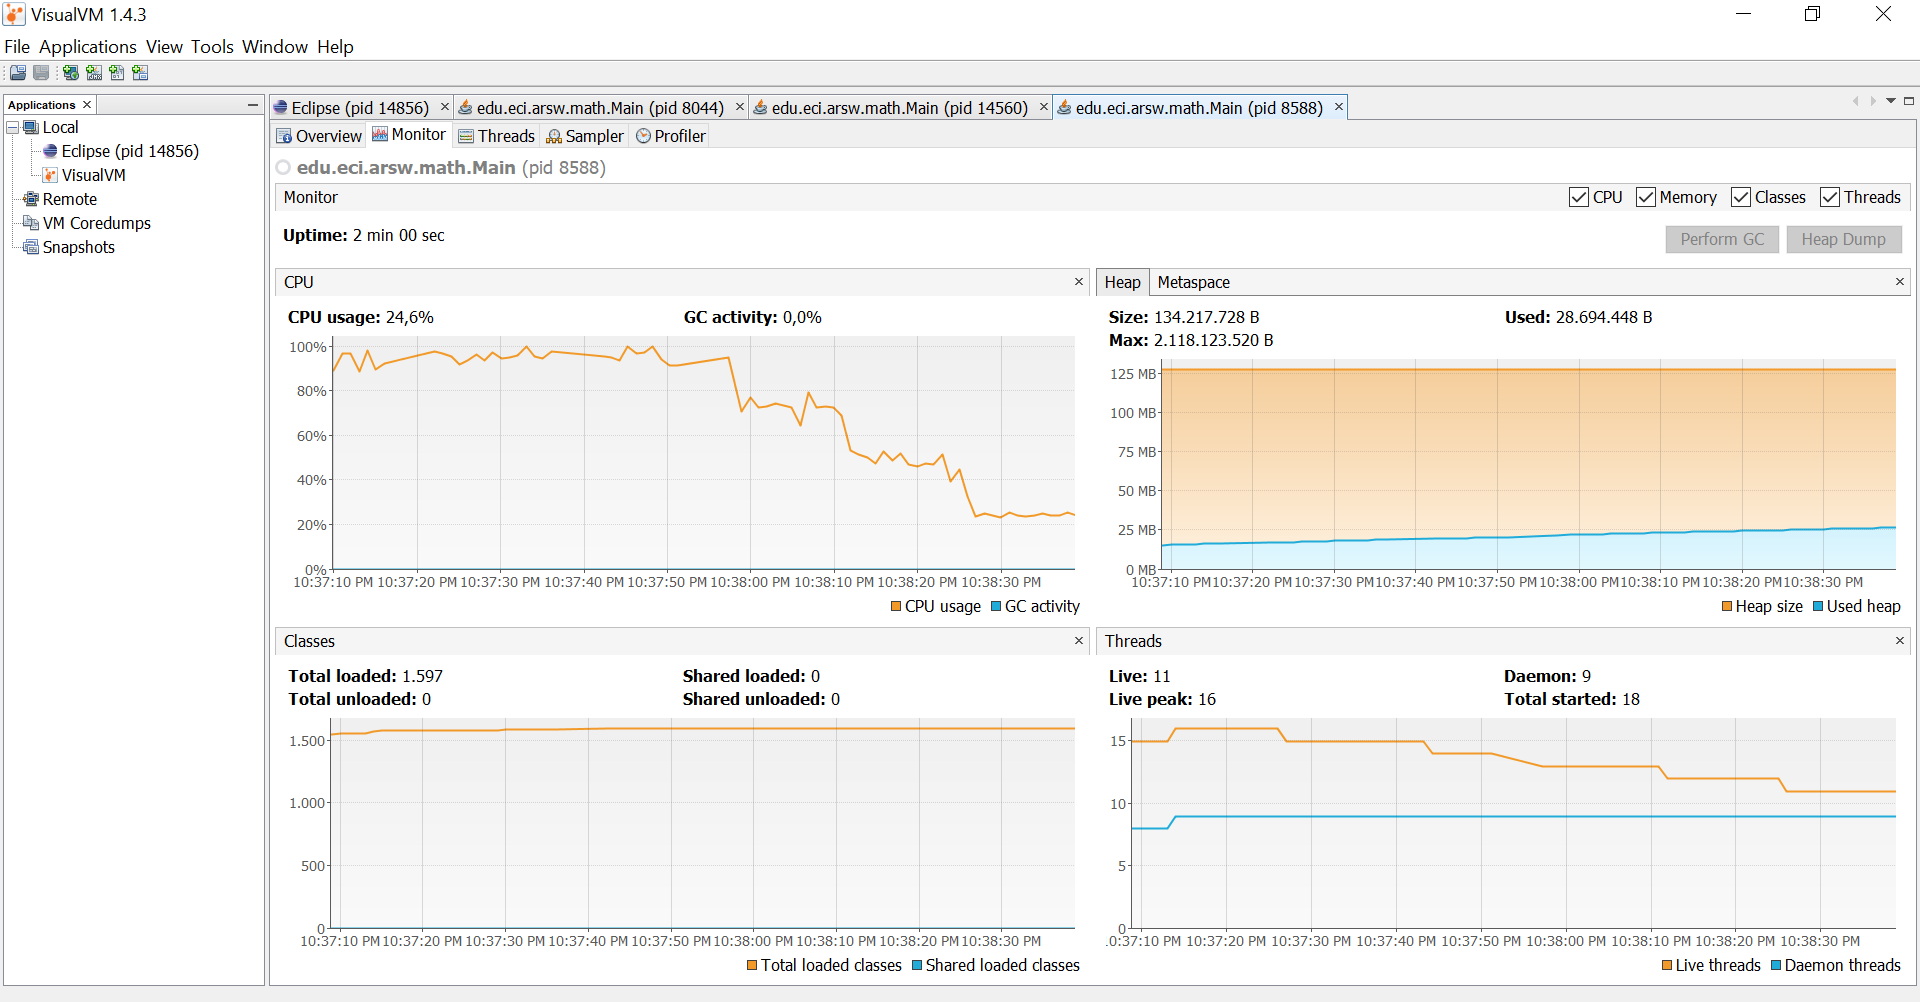 VisualVM 1.4.3
File Applications View Tools Window Help
Applications
Local
Eclipse (pid 14856)
VisualVM
Remote
VM Coredumps
Snapshots
Eclipse (pid 14856) edu.eci.arsw.math.Main (pid 8044) edu.eci.arsw.math.Main (pid 14560) edu.eci.arsw.math.Main (pid 8588)
Overview Monitor Threads Sampler Profiler
edu.eci.arsw.math.Main (pid 8588)
Monitor CPU Memory Classes Threads
Uptime: 2 min 00 sec Perform GC Heap Dump
CPU
CPU usage: 24,6% GC activity: 0,0%
100%
80%
60%
40%
20%
0%
10:37:10 PM 10:37:20 PM 10:37:30 PM 10:37:40 PM 10:37:50 PM 10:38:00 PM 10:38:10 PM 10:38:20 PM 10:38:30 PM
CPU usage GC activity
Heap Metaspace
Size: 134.217.728 B Used: 28.694.448 B
Max: 2.118.123.520 B
125 MB
100 MB
75 MB
50 MB
25 MB
0 MB
10:37:10 PM 10:37:20 PM 10:37:30 PM 10:37:40 PM 10:37:50 PM 10:38:00 PM 10:38:10 PM 10:38:20 PM 10:38:30 PM
Heap size Used heap
Classes
Total loaded: 1.597 Shared loaded: 0
Total unloaded: 0 Shared unloaded: 0
1.500
1.000
500
0
10:37:10 PM 10:37:20 PM 10:37:30 PM 10:37:40 PM 10:37:50 PM 10:38:00 PM 10:38:10 PM 10:38:20 PM 10:38:30 PM
Total loaded classes Shared loaded classes
Threads
Live: 11 Daemon: 9
Live peak: 16 Total started: 18
15
10
5
0
:0:37:10 PM 10:37:20 PM 10:37:30 PM 10:37:40 PM 10:37:50 PM 10:38:00 PM 10:38:10 PM 10:38:20 PM 10:38:30 PM
Live threads Daemon threads